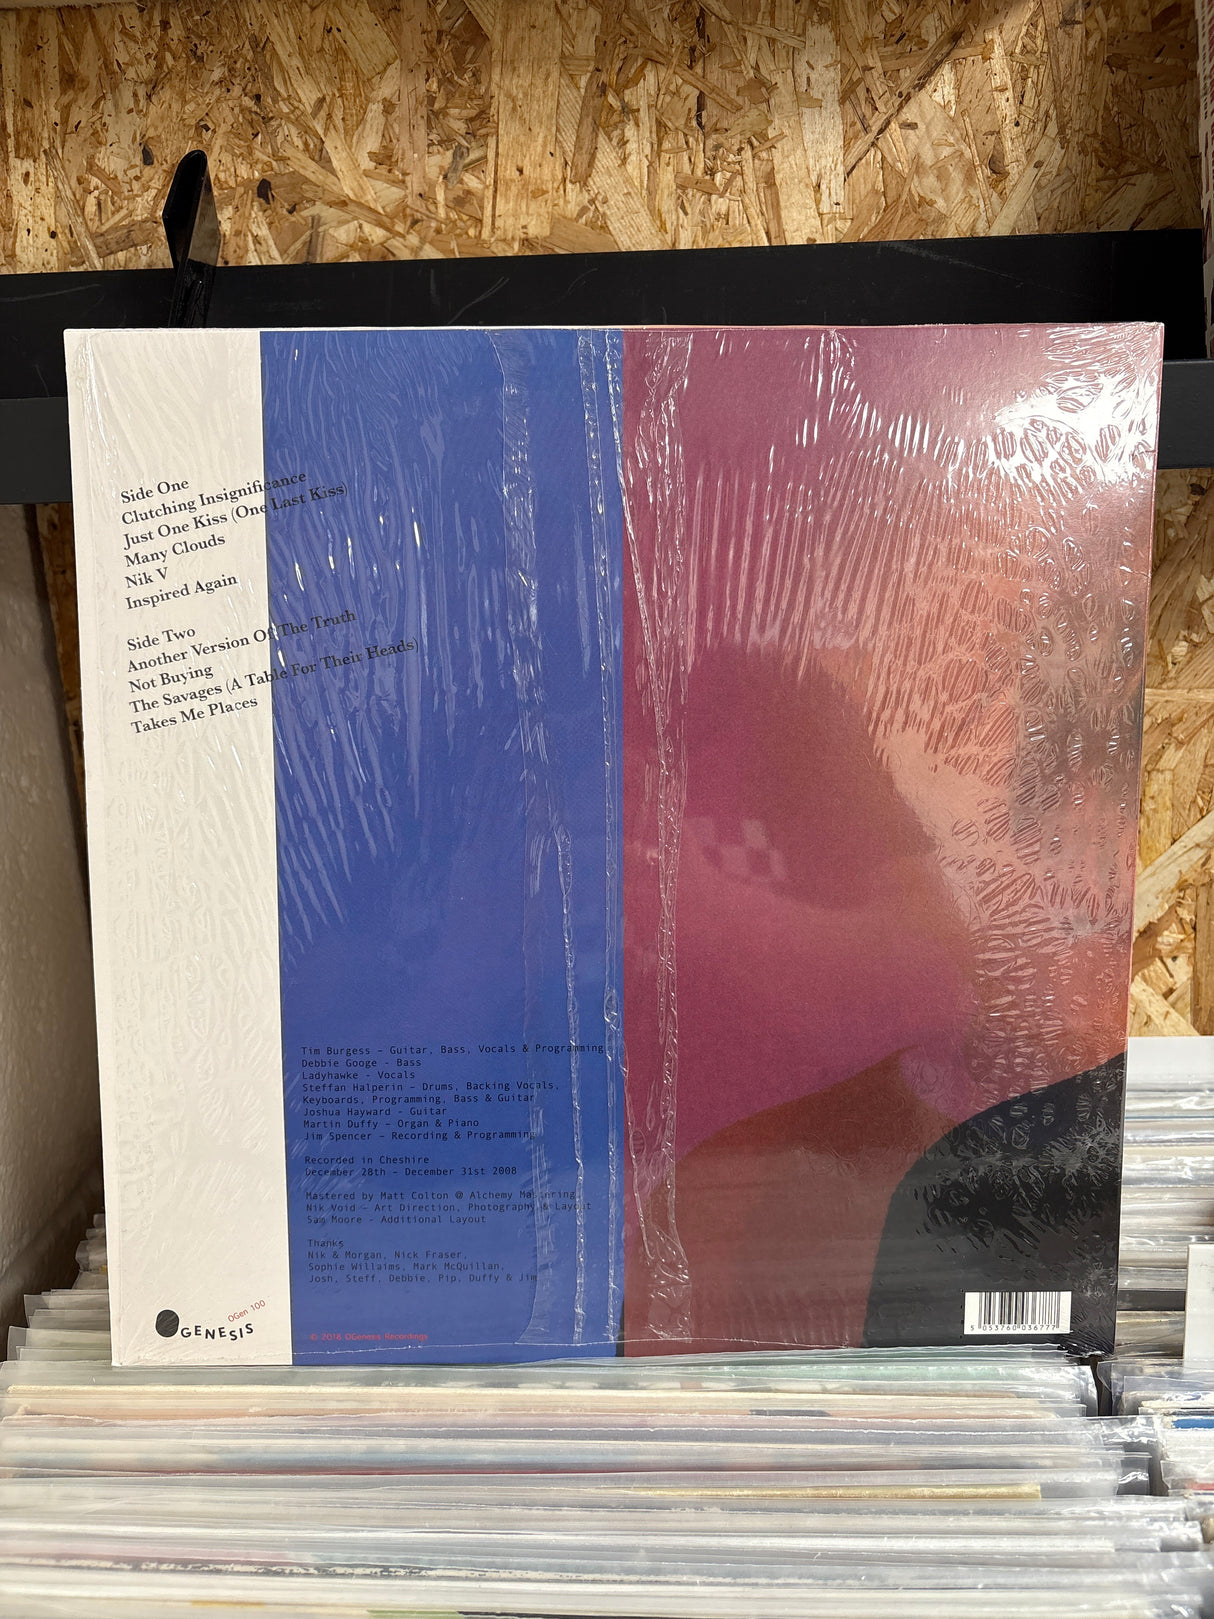 Side One
Clutching Insignificance
Just One Kiss (One Last Kiss)
Many Clouds
Nik V
Inspired Again
Side Two
Another Version Of The Truth
Not Buying
The Savages (A Table For Their Heads)
Takes Me Places
Tim Burgess – Guitar, Bass, Vocals & Programming
Debbie Googe - Bass
Ladyhawke - Vocals
Steffan Halperin – Drums, Backing Vocals,
Keyboards, Programming, Bass & Guitar
Joshua Hayward - Guitar
Martin Duffy – Organ & Piano
Jim Spencer – Recording & Programming
Recorded in Cheshire
December 28th – December 31st 2008
Mastered by Matt Colton @ Alchemy Mastering
Nik Void – Art Direction, Photography & Layout
Sam Moore - Additional Layout
Thanks
Nik & Morgan, Nick Fraser,
Sophie Willaims, Mark McQuillan,
Josh, Steff, Debbie, Pip, Duffy & Jim
OGen 100
OGENESIS
© 2018 OGenesis Recordings
5 053760 036777